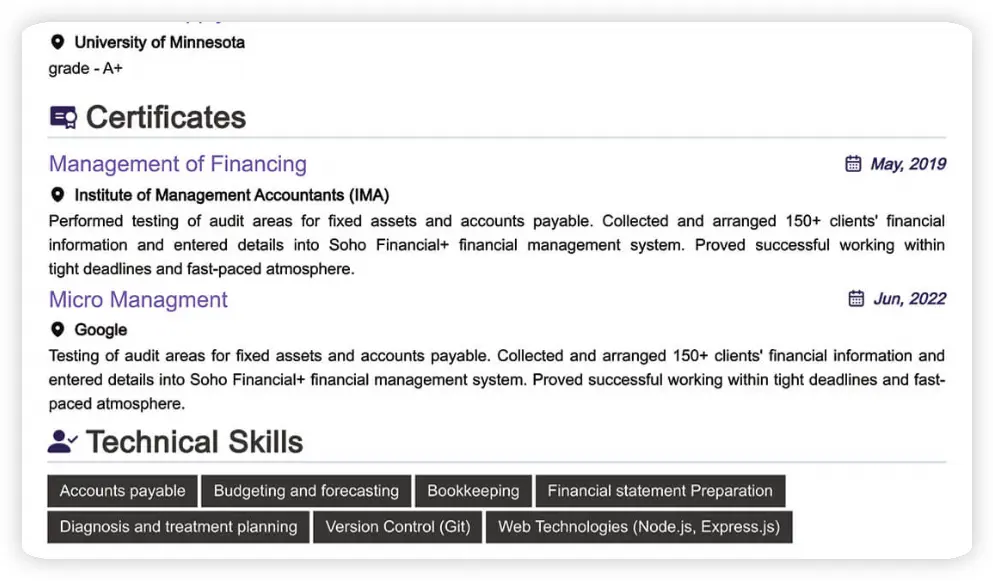 University of Minnesota
grade - A+
Certificates
Management of Financing
May, 2019
Institute of Management Accountants (IMA)
Performed testing of audit areas for fixed assets and accounts payable. Collected and arranged 150+ clients' financial
information and entered details into Soho Financial+ financial management system. Proved successful working within
tight deadlines and fast-paced atmosphere.
Micro Managment
Jun, 2022
Google
Testing of audit areas for fixed assets and accounts payable. Collected and arranged 150+ clients' financial information and
entered details into Soho Financial+ financial management system. Proved successful working within tight deadlines and fast-
paced atmosphere.
Technical Skills
Accounts payable
Budgeting and forecasting
Bookkeeping
Financial statement Preparation
Diagnosis and treatment planning
Version Control (Git)
Web Technologies (Node.js, Express.js)